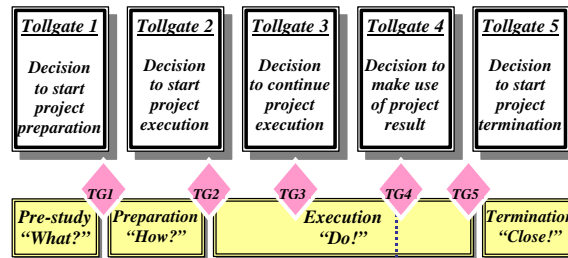 Tollgate 1
Decision
to start
project
preparation
Tollgate 2
Decision
to start
project
execution
Tollgate 3
Decision
to continue
project
execution
Tollgate 4
Decision to
make use
of project
result
Tollgate 5
Decision
to start
project
termination
TG1
TG2
TG3
TG4
TG5
Pre-study
“What?”
Preparation
“How?”
Execution
“Do!”
Termination
“Close!”